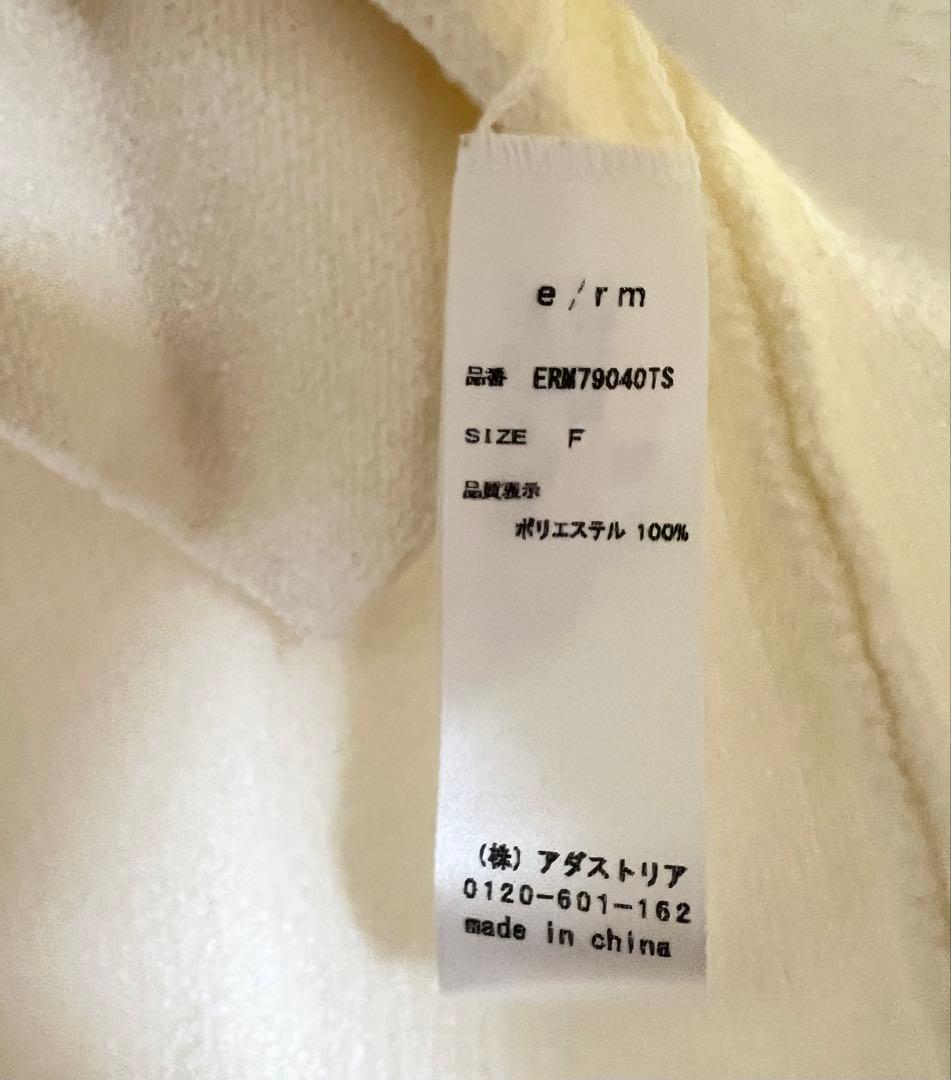 e/rm
品番 ERM79040TS
SIZE F
品質表示
ポリエステル 100%
(株)アダストリア
0120-601-162
made in china